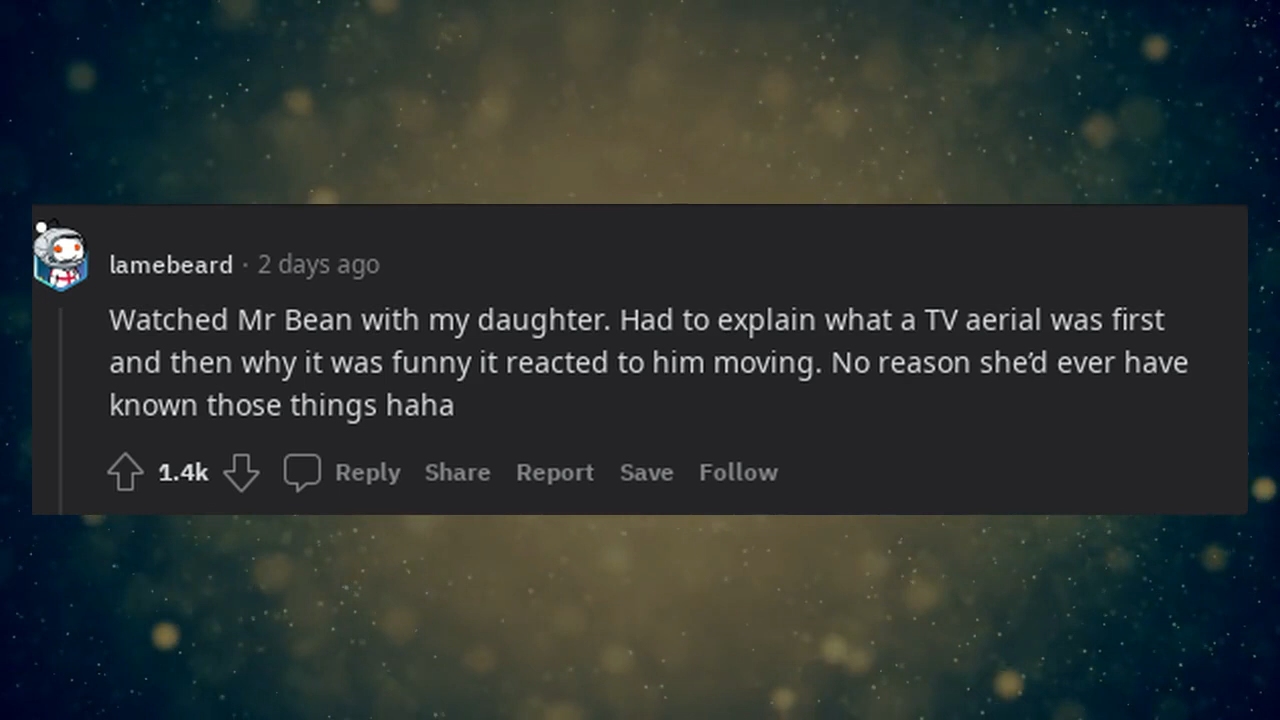 lamebeard · 2 days ago
Watched Mr Bean with my daughter. Had to explain what a TV aerial was first
and then why it was funny it reacted to him moving. No reason she’d ever have
known those things haha
1.4k Reply Share Report Save Follow